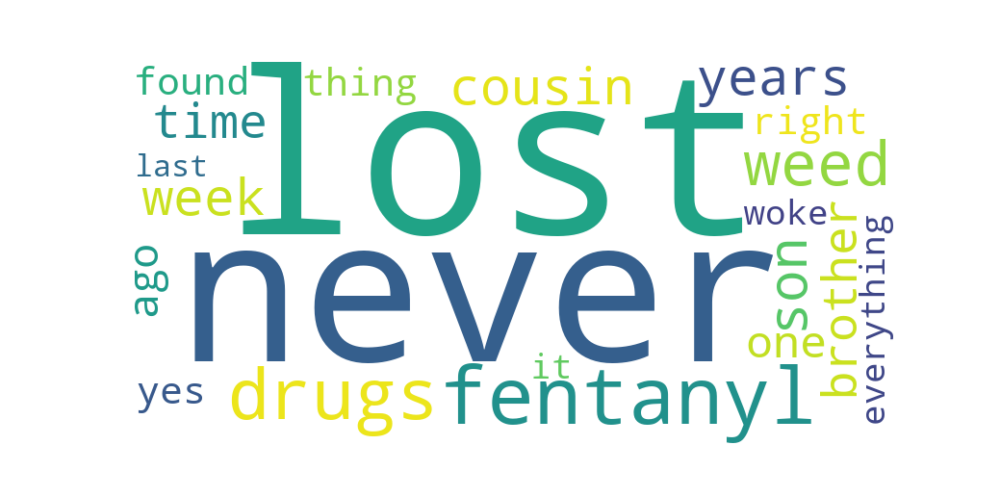 found
thing
cousin
years
lost
time
right
last
week
weed
woke
never
ago
son
brother
everything
one
it
yes
drugs
fentanyl